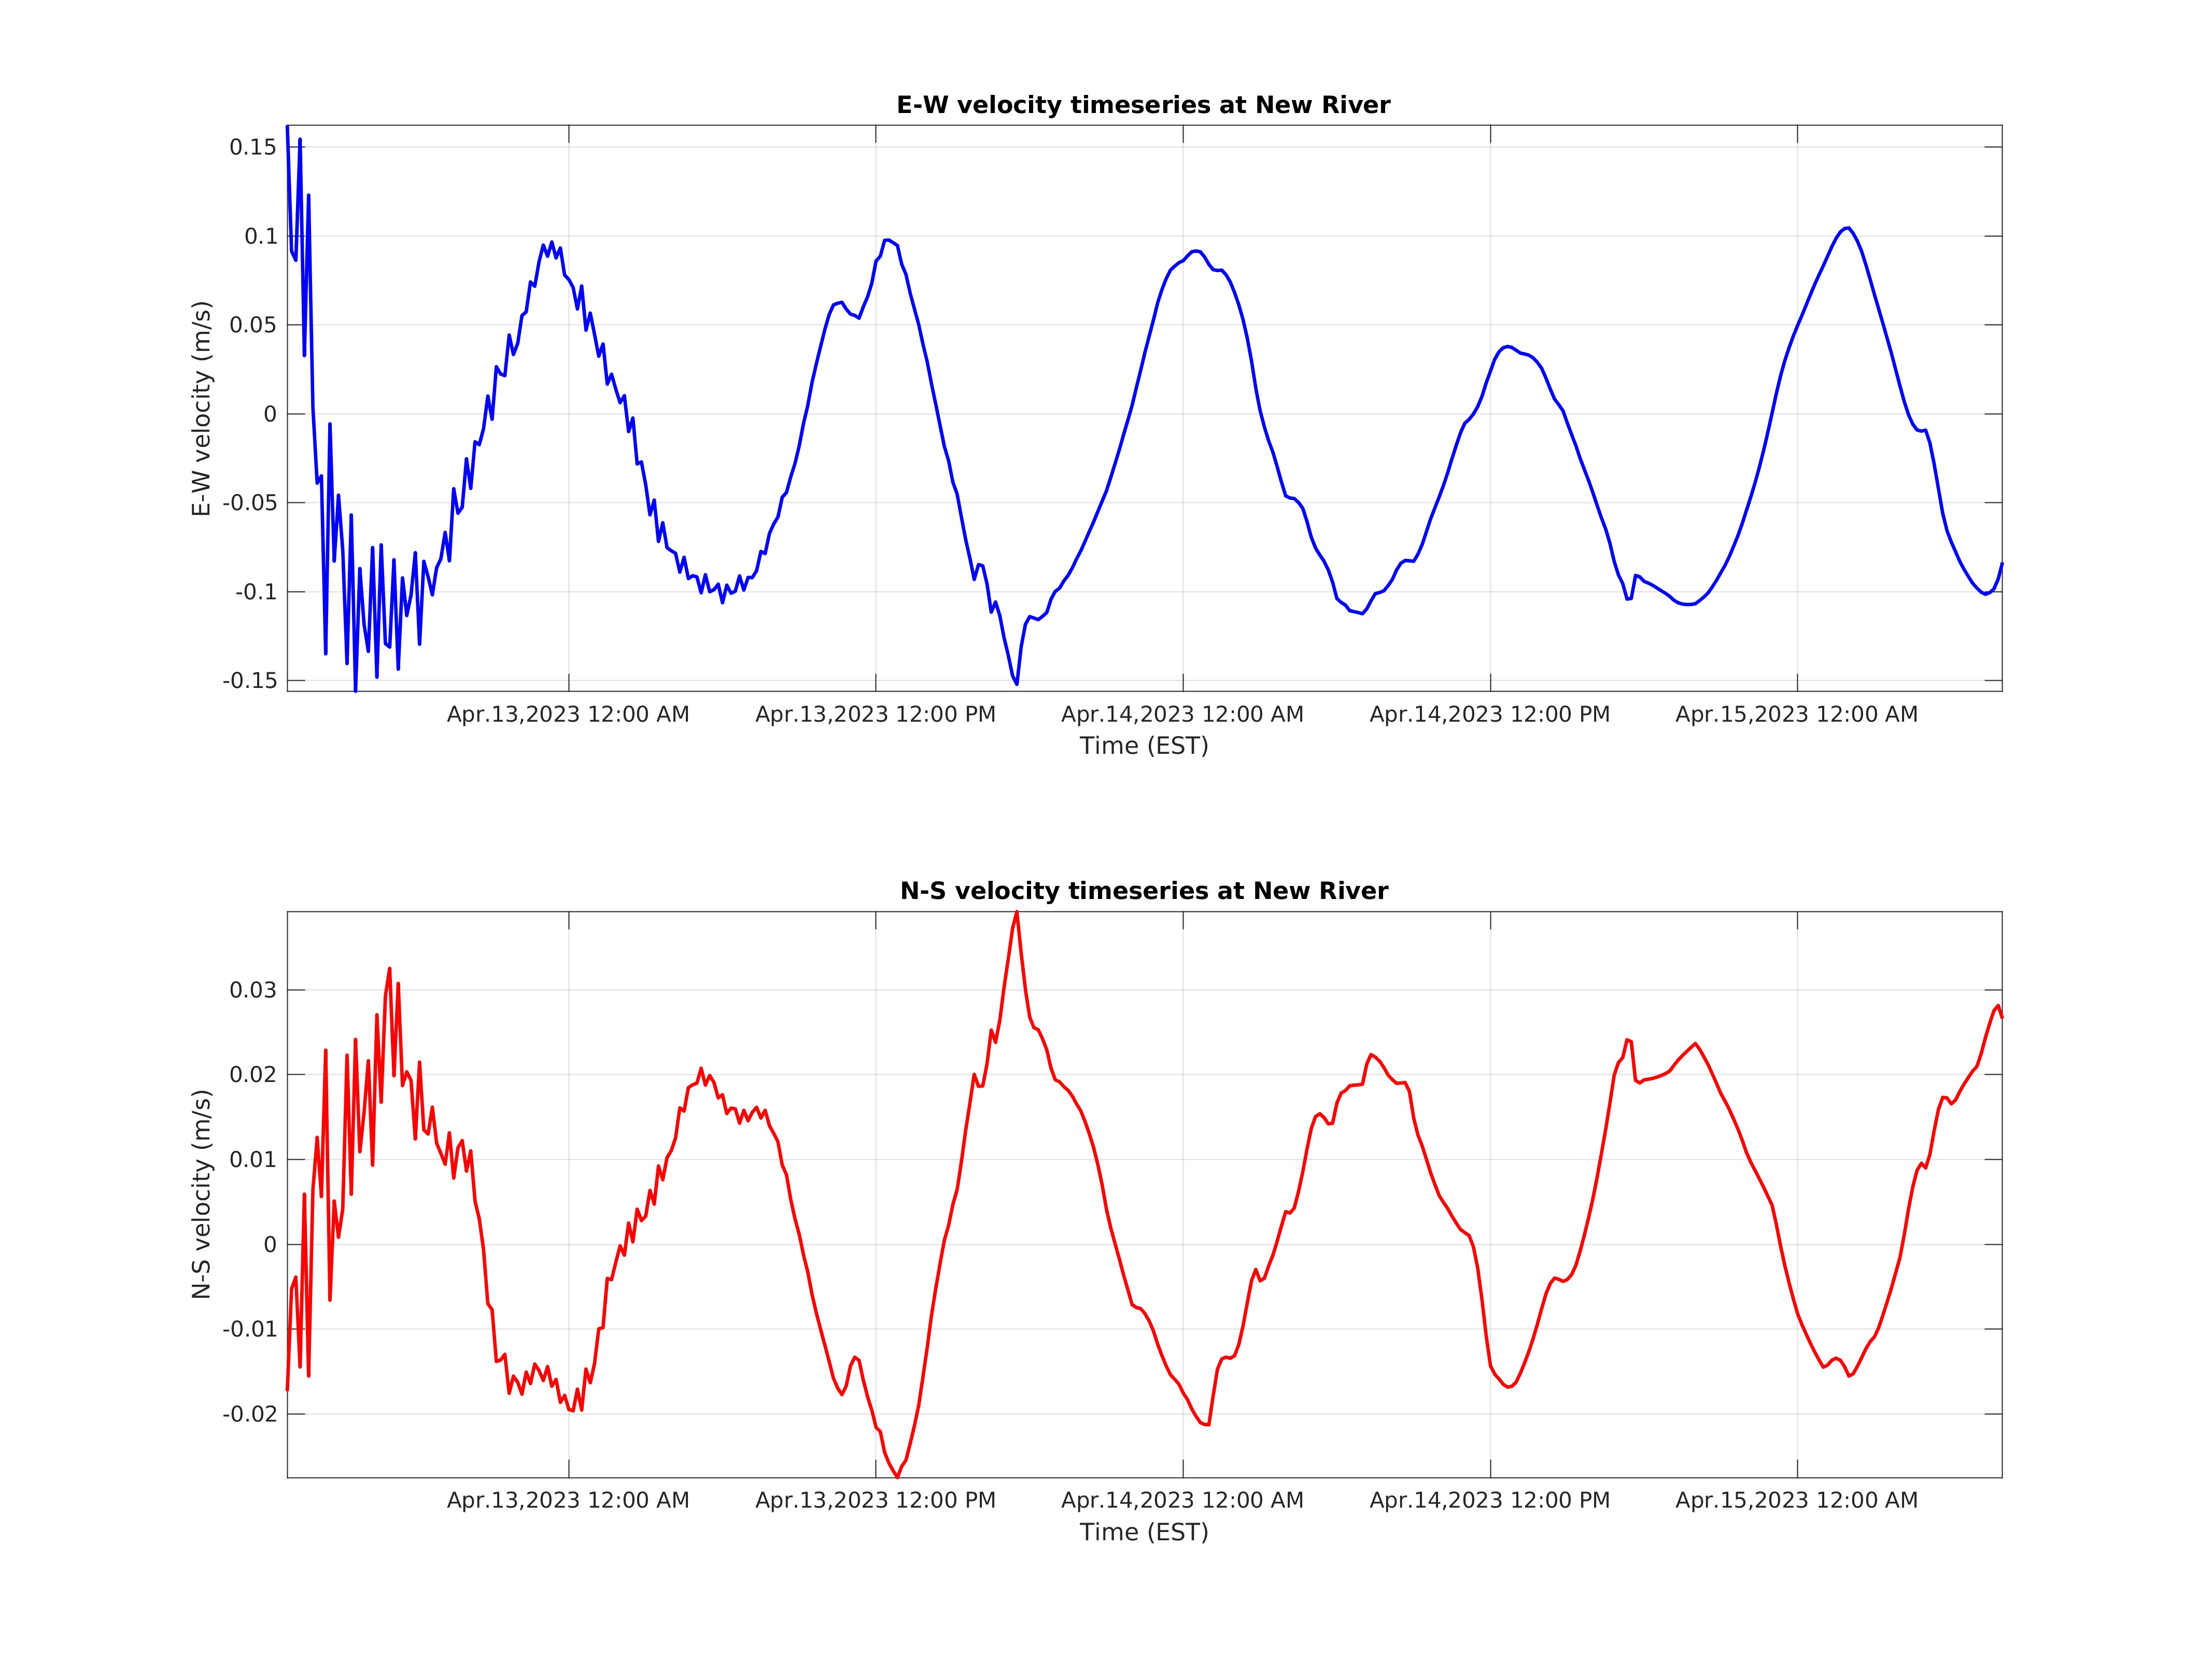 E-W velocity timeseries at New River
E-W velocity (m/s)
0.15
0.1
0.05
0
-0.05
-0.1
-0.15
Apr.13,2023 12:00 AM
Apr.13,2023 12:00 PM
Apr.14,2023 12:00 AM
Apr.14,2023 12:00 PM
Apr.15,2023 12:00 AM
Time (EST)
N-S velocity timeseries at New River
N-S velocity (m/s)
0.03
0.02
0.01
0
-0.01
-0.02
Apr.13,2023 12:00 AM
Apr.13,2023 12:00 PM
Apr.14,2023 12:00 AM
Apr.14,2023 12:00 PM
Apr.15,2023 12:00 AM
Time (EST)